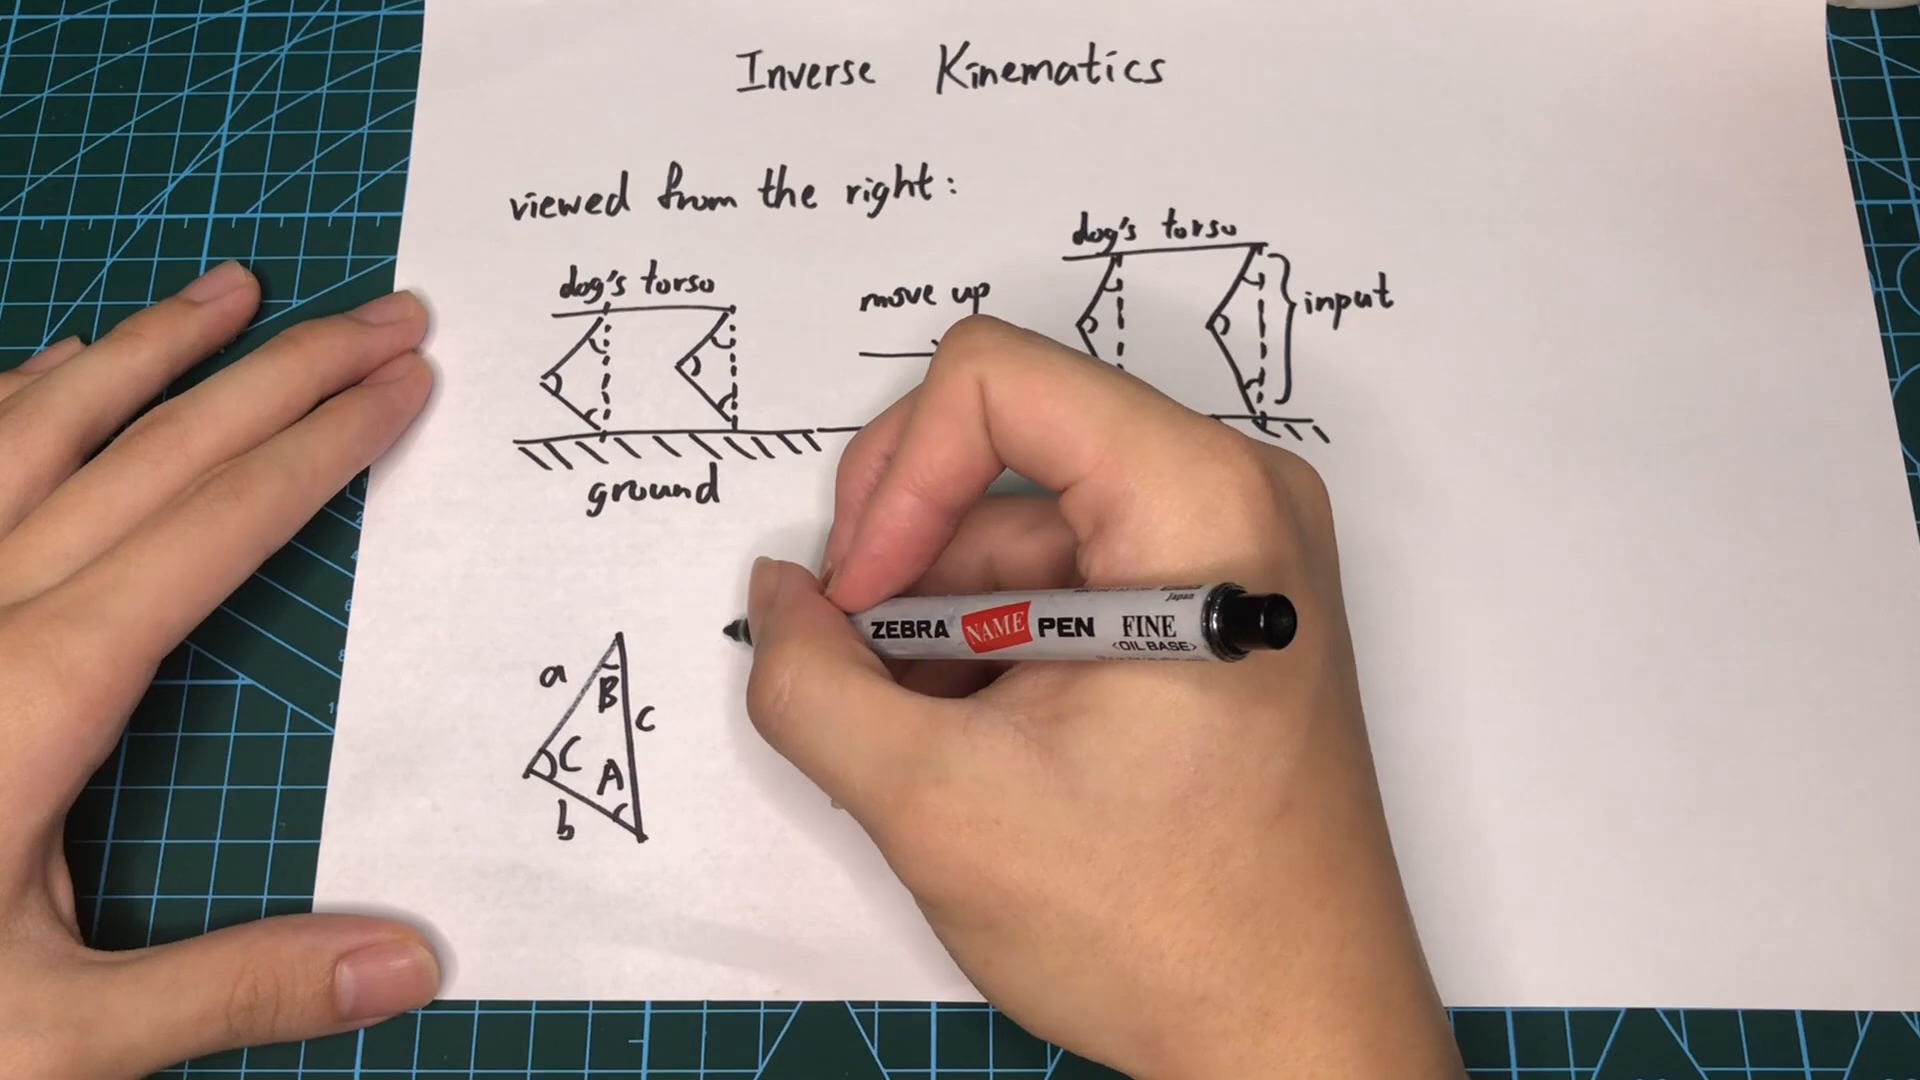 Inverse Kinematics
viewed from the right:
dog's torso
dog's torso
move up
input
ground
Japan
ZEBRA NAME PEN FINE
<OIL BASE>
a
B
c
C
A
b